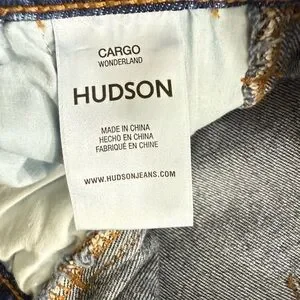 CARGO
WONDERLAND
HUDSON
MADE IN CHINA
HECHO EN CHINA
FABRIQUÉ EN CHINE
WWW.HUDSONJEANS.COM